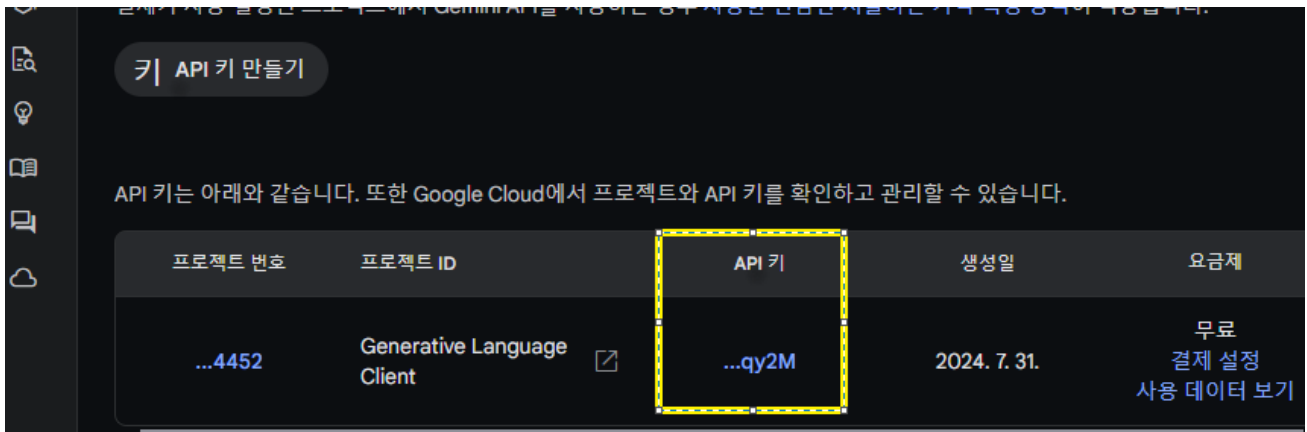 키 API 키 만들기
API 키는 아래와 같습니다. 또한 Google Cloud에서 프로젝트와 API 키를 확인하고 관리할 수 있습니다.
프로젝트 번호 프로젝트 ID API 키 생성일 요금제
...4452 Generative Language Client ...qy2M 2024. 7. 31. 무료
결제 설정
사용 데이터 보기